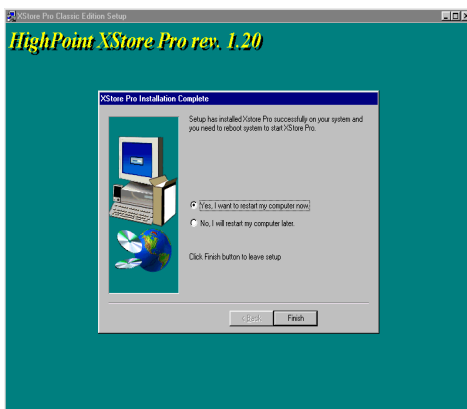 XStore Pro Classic Edition Setup
HighPoint XStore Pro rev. 1.20
XStore Pro Installation Complete
Setup has installed Xstore Pro successfully on your system and
you need to reboot system to start XStore Pro.
Yes, I want to restart my computer now.
No, I will restart my computer later.
Click Finish button to leave setup
< Back
Finish